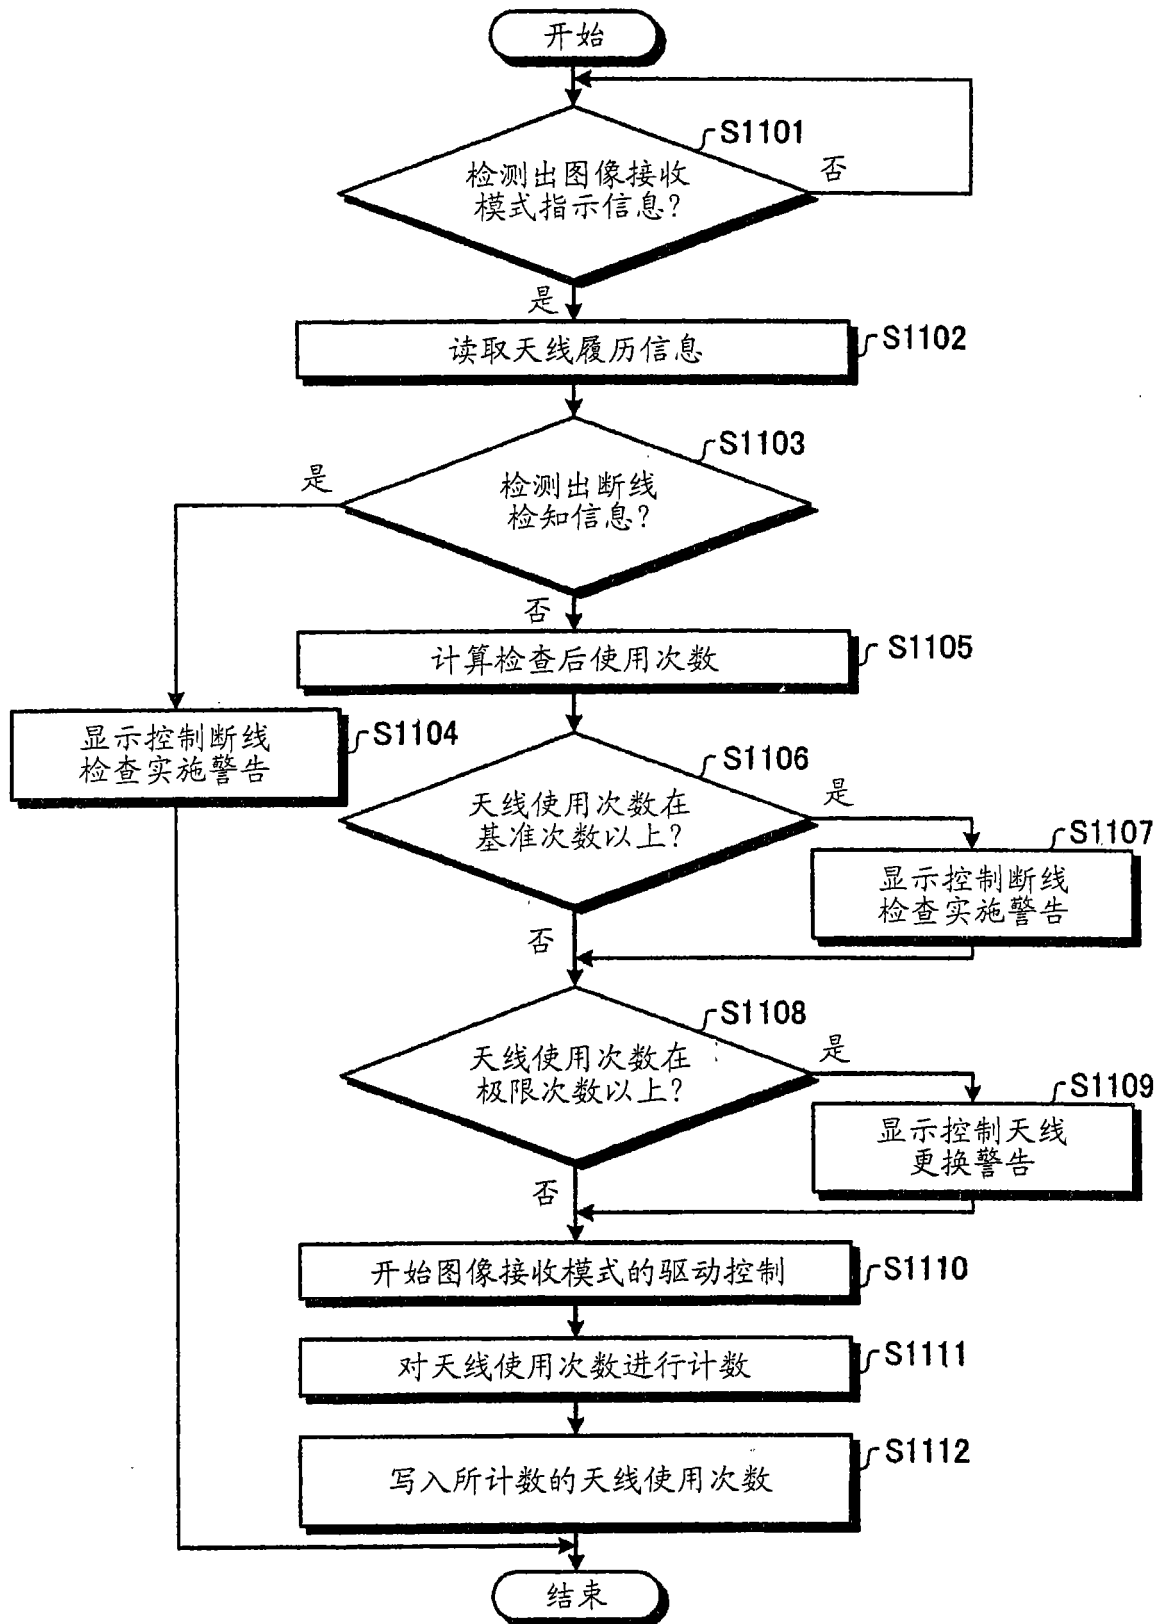 开始
S1101
检测出图像接收
模式指示信息?
否
是
读取天线履历信息
S1102
S1103
是
检测出断线
检知信息?
否
计算检查后使用次数
S1105
显示控制断线
检查实施警告
S1104
S1106
天线使用次数在
基准次数以上?
是
S1107
显示控制断线
检查实施警告
否
S1108
天线使用次数在
极限次数以上?
是
S1109
显示控制天线
更换警告
否
开始图像接收模式的驱动控制
S1110
对天线使用次数进行计数
S1111
写入所计数的天线使用次数
S1112
结束